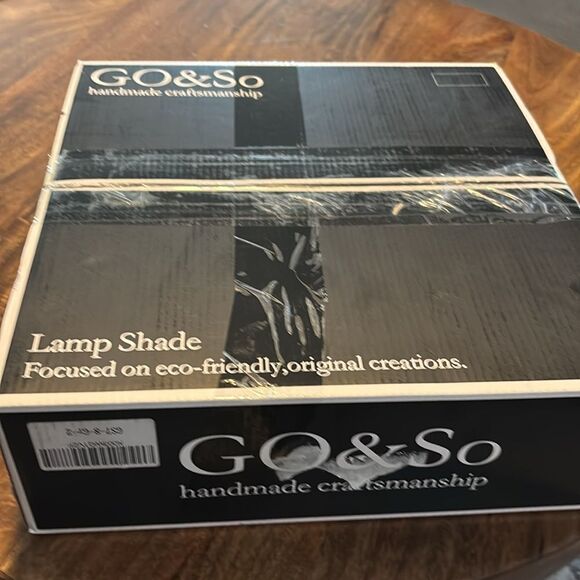 GO&So
handmade craftsmanship
Lamp Shade
Focused on eco-friendly,original creations.
GO&So
handmade craftsmanship